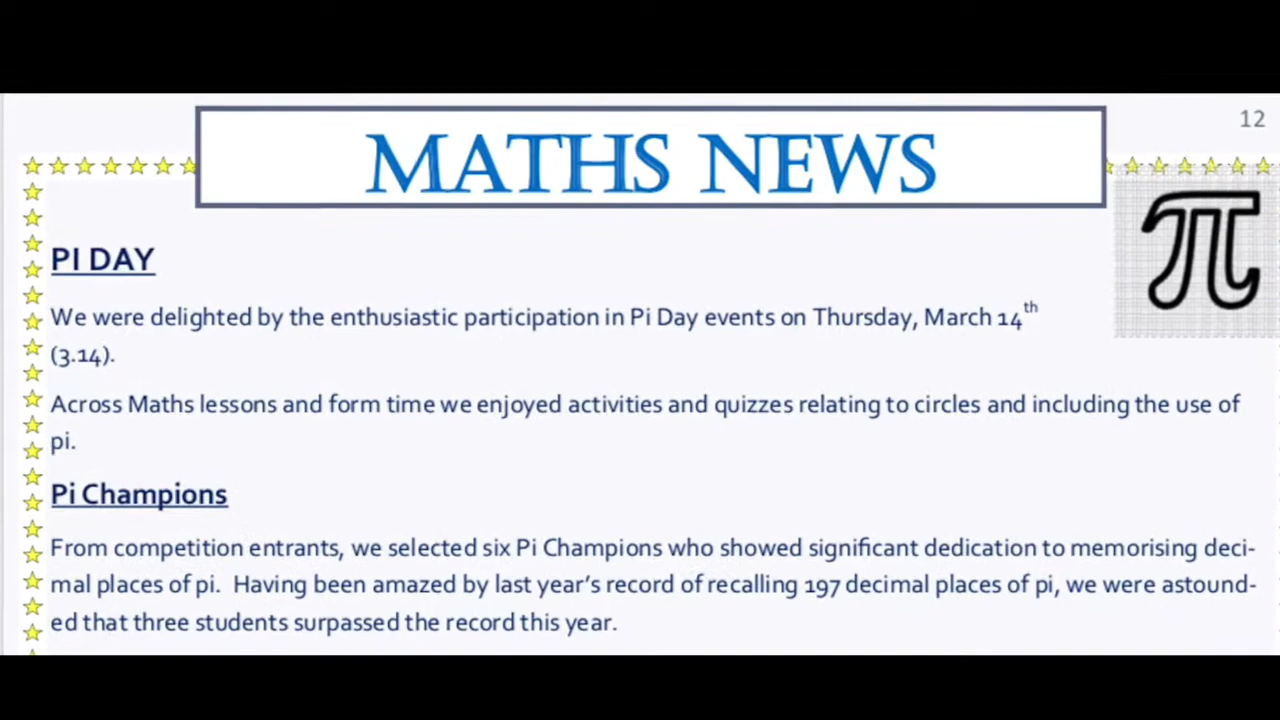 12
MATHS NEWS
π
PI DAY
We were delighted by the enthusiastic participation in Pi Day events on Thursday, March 14th
(3.14).
Across Maths lessons and form time we enjoyed activities and quizzes relating to circles and including the use of
pi.
Pi Champions
From competition entrants, we selected six Pi Champions who showed significant dedication to memorising deci-
mal places of pi.  Having been amazed by last year’s record of recalling 197 decimal places of pi, we were astound-
ed that three students surpassed the record this year.